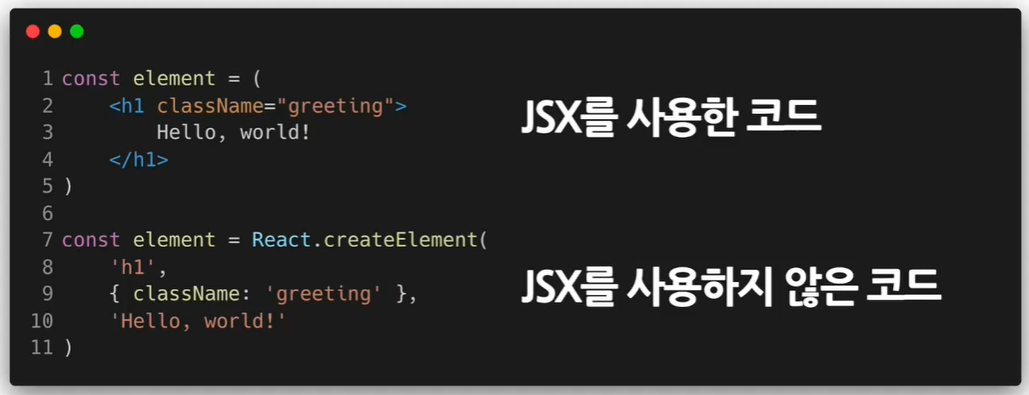 1 const element = (
2     <h1 className="greeting">
3         Hello, world!
4     </h1>
5 )
6
JSX를 사용한 코드
7 const element = React.createElement(
8     'h1',
9     { className: 'greeting' },
10     'Hello, world!'
11 )
JSX를 사용하지 않은 코드